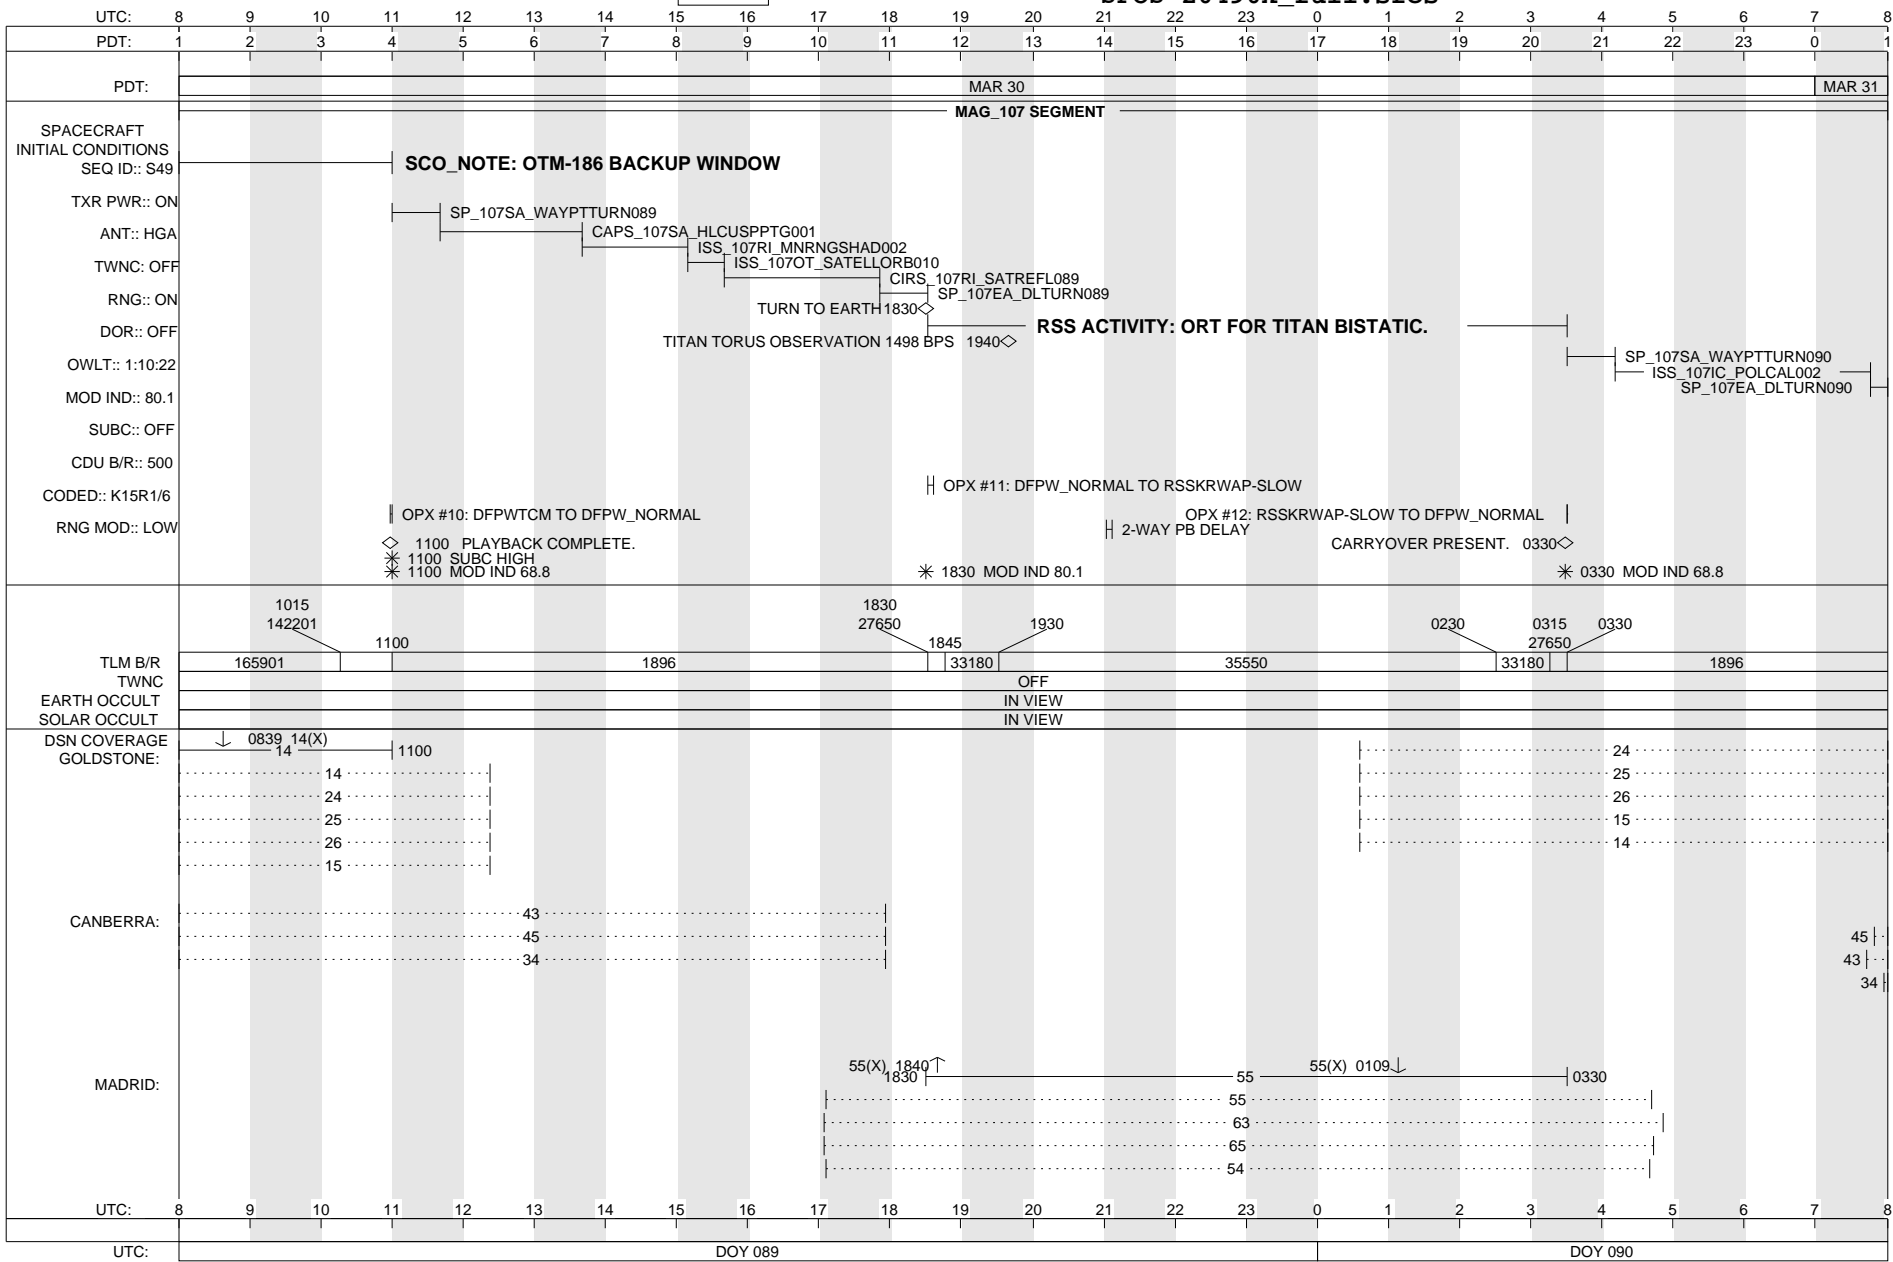 UTC: 8 9 10 11 12 13 14 15 16 17 18 19 20 21 22 23 0 1 2 3 4 5 6 7 8
PDT: 1 2 3 4 5 6 7 8 9 10 11 12 13 14 15 16 17 18 19 20 21 22 23 0 1
PDT: MAR 30 MAR 31
MAG_107 SEGMENT
SPACECRAFT
INITIAL CONDITIONS
SEQ ID:: S49
SCO_NOTE: OTM-186 BACKUP WINDOW
TXR PWR:: ON
SP_107SA_WAYPTTURN089
ANT:: HGA
CAPS_107SA_HLCUSPPTG001
ISS_107RI_MNRNGSHAD002
TWNC: OFF
ISS_107OT_SATELLORB010
CIRS_107RI_SATREFL089
RNG:: ON
SP_107EA_DLTURN089
TURN TO EARTH 1830
DOR:: OFF
RSS ACTIVITY: ORT FOR TITAN BISTATIC.
TITAN TORUS OBSERVATION 1498 BPS 1940
OWLT:: 1:10:22
SP_107SA_WAYPTTURN090
ISS_107IC_POLCAL002
SP_107EA_DLTURN090
MOD IND:: 80.1
SUBC:: OFF
CDU B/R:: 500
OPX #11: DFPW_NORMAL TO RSSKRWAP-SLOW
CODED:: K15R1/6
OPX #10: DFPWTCM TO DFPW_NORMAL
OPX #12: RSSKRWAP-SLOW TO DFPW_NORMAL
RNG MOD:: LOW
2-WAY PB DELAY
1100 PLAYBACK COMPLETE.
CARRYOVER PRESENT. 0330
1100 SUBC HIGH
1100 MOD IND 68.8
1830 MOD IND 80.1
0330 MOD IND 68.8
1015 1830 0315
142201 27650 1930 0230 0330
1100 1845 27650
TLM B/R 165901 1896 33180 35550 33180 1896
TWNC OFF
EARTH OCCULT IN VIEW
SOLAR OCCULT IN VIEW
DSN COVERAGE
GOLDSTONE:
0839 14(X)
14 1100 24
14 25
24 26
25 15
26 14
15
CANBERRA:
43
45 45
34 43
34
MADRID:
55(X) 1840 55(X) 0109
1830 55 0330
55
63
65
54
UTC: 8 9 10 11 12 13 14 15 16 17 18 19 20 21 22 23 0 1 2 3 4 5 6 7 8
UTC: DOY 089 DOY 090